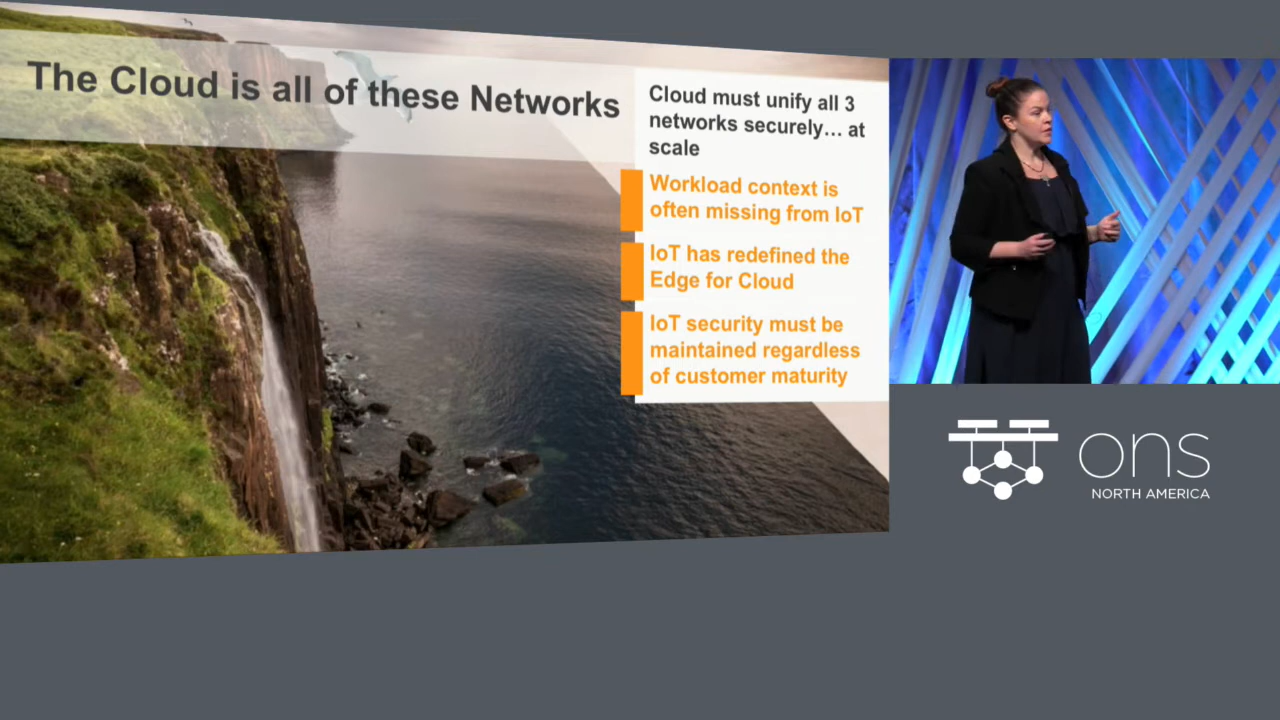 The Cloud is all of these Networks
Cloud must unify all 3
networks securely... at
scale
Workload context is
often missing from IoT
IoT has redefined the
Edge for Cloud
IoT security must be
maintained regardless
of customer maturity
ons
NORTH AMERICA